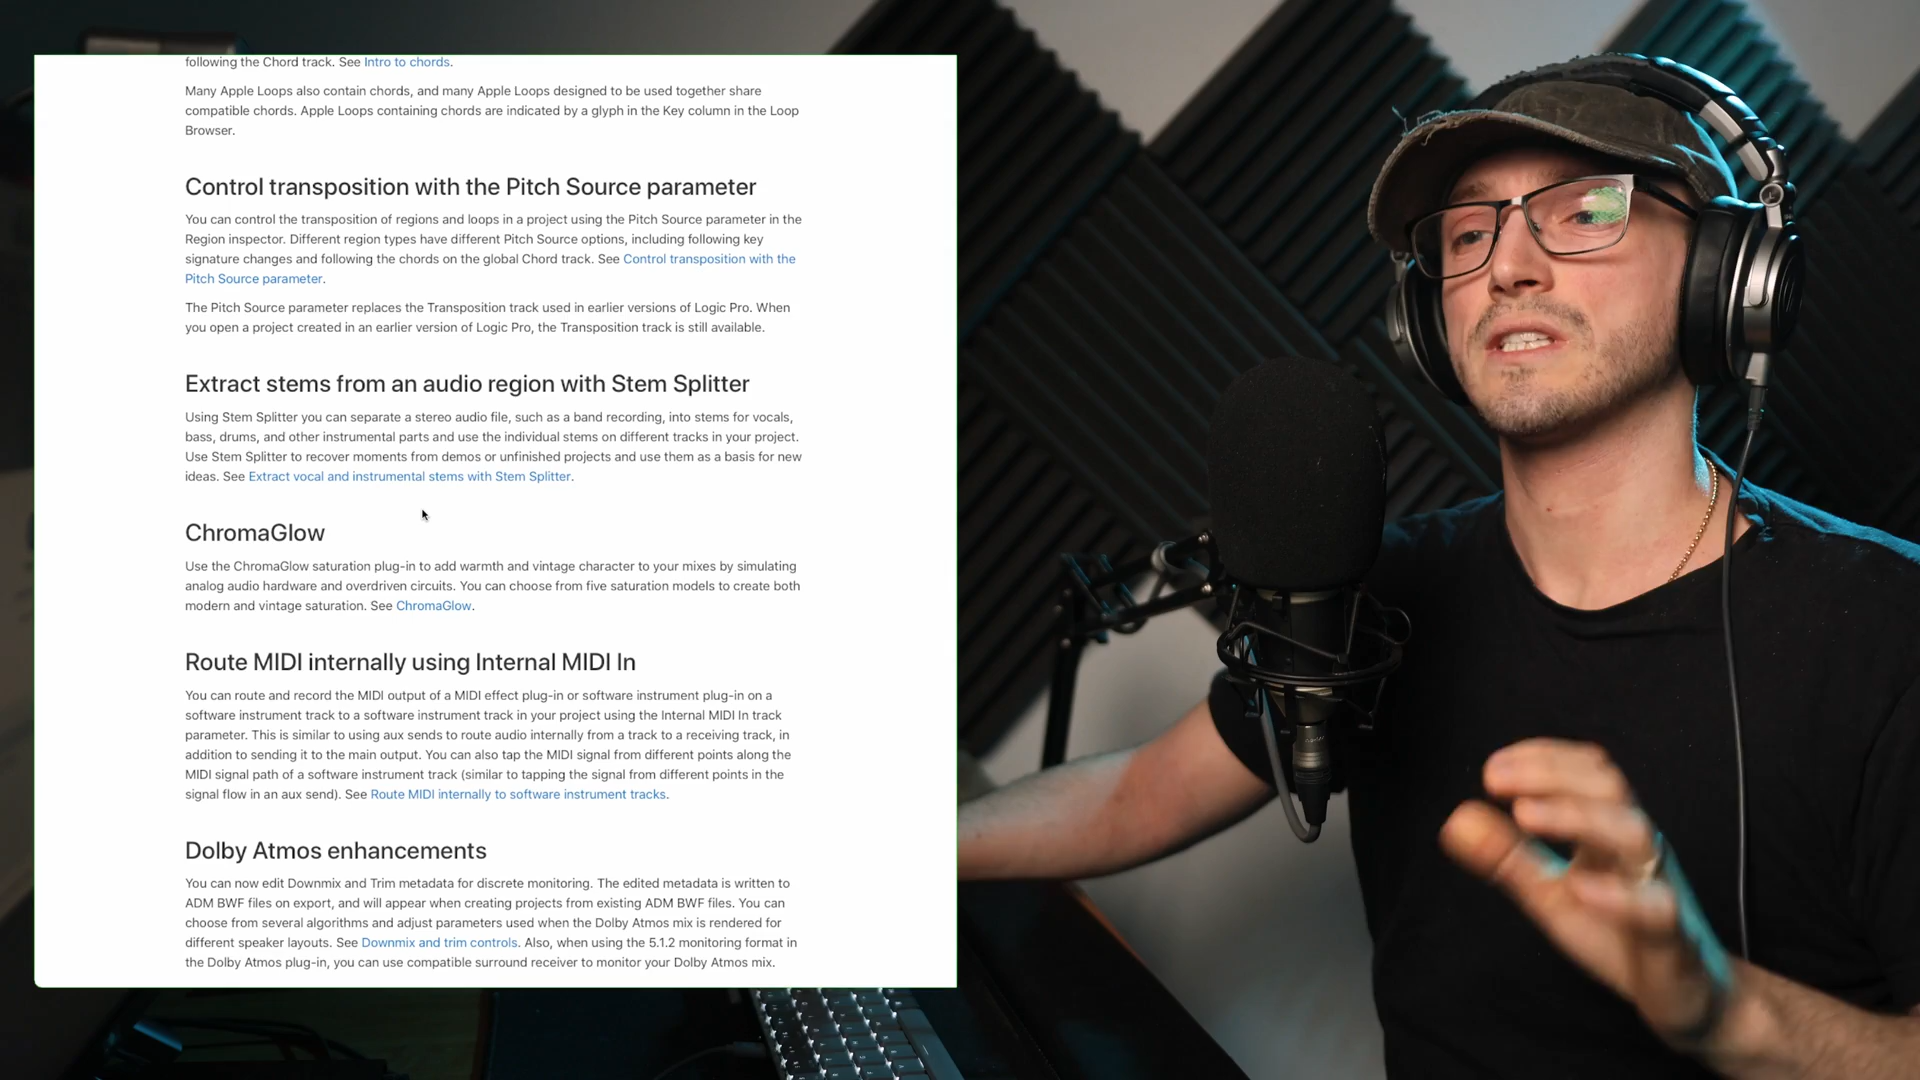 following the Chord track. See Intro to chords.
Many Apple Loops also contain chords, and many Apple Loops designed to be used together share
compatible chords. Apple Loops containing chords are indicated by a glyph in the Key column in the Loop
Browser.
Control transposition with the Pitch Source parameter
You can control the transposition of regions and loops in a project using the Pitch Source parameter in the
Region inspector. Different region types have different Pitch Source options, including following key
signature changes and following the chords on the global Chord track. See Control transposition with the
Pitch Source parameter.
The Pitch Source parameter replaces the Transposition track used in earlier versions of Logic Pro. When
you open a project created in an earlier version of Logic Pro, the Transposition track is still available.
Extract stems from an audio region with Stem Splitter
Using Stem Splitter you can separate a stereo audio file, such as a band recording, into stems for vocals,
bass, drums, and other instrumental parts and use the individual stems on different tracks in your project.
Use Stem Splitter to recover moments from demos or unfinished projects and use them as a basis for new
ideas. See Extract vocal and instrumental stems with Stem Splitter.
ChromaGlow
Use the ChromaGlow saturation plug-in to add warmth and vintage character to your mixes by simulating
analog audio hardware and overdriven circuits. You can choose from five saturation models to create both
modern and vintage saturation. See ChromaGlow.
Route MIDI internally using Internal MIDI In
You can route and record the MIDI output of a MIDI effect plug-in or software instrument plug-in on a
software instrument track to a software instrument track in your project using the Internal MIDI In track
parameter. This is similar to using aux sends to route audio internally from a track to a receiving track, in
addition to sending it to the main output. You can also tap the MIDI signal from different points along the
MIDI signal path of a software instrument track (similar to tapping the signal from different points in the
signal flow in an aux send). See Route MIDI internally to software instrument tracks.
Dolby Atmos enhancements
You can now edit Downmix and Trim metadata for discrete monitoring. The edited metadata is written to
ADM BWF files on export, and will appear when creating projects from existing ADM BWF files. You can
choose from several algorithms and adjust parameters used when the Dolby Atmos mix is rendered for
different speaker layouts. See Downmix and trim controls. Also, when using the 5.1.2 monitoring format in
the Dolby Atmos plug-in, you can use compatible surround receiver to monitor your Dolby Atmos mix.